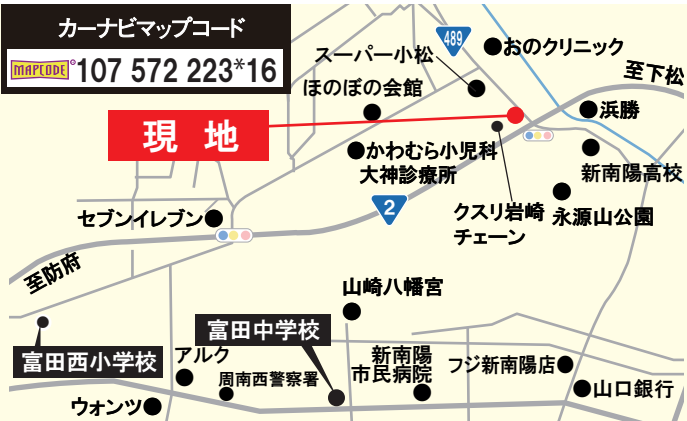 カーナビマップコード
MAPCODE® 107 572 223*16
489
おのクリニック
スーパー小松
至下松
ほのぼの会館
浜勝
現 地
かわむら小児科
大神診療所
新南陽高校
2
クスリ岩崎
チェーン
永源山公園
セブンイレブン
至防府
山崎八幡宮
富田中学校
富田西小学校
アルク
新南陽
市民病院
フジ新南陽店
周南西警察署
山口銀行
ウォンツ